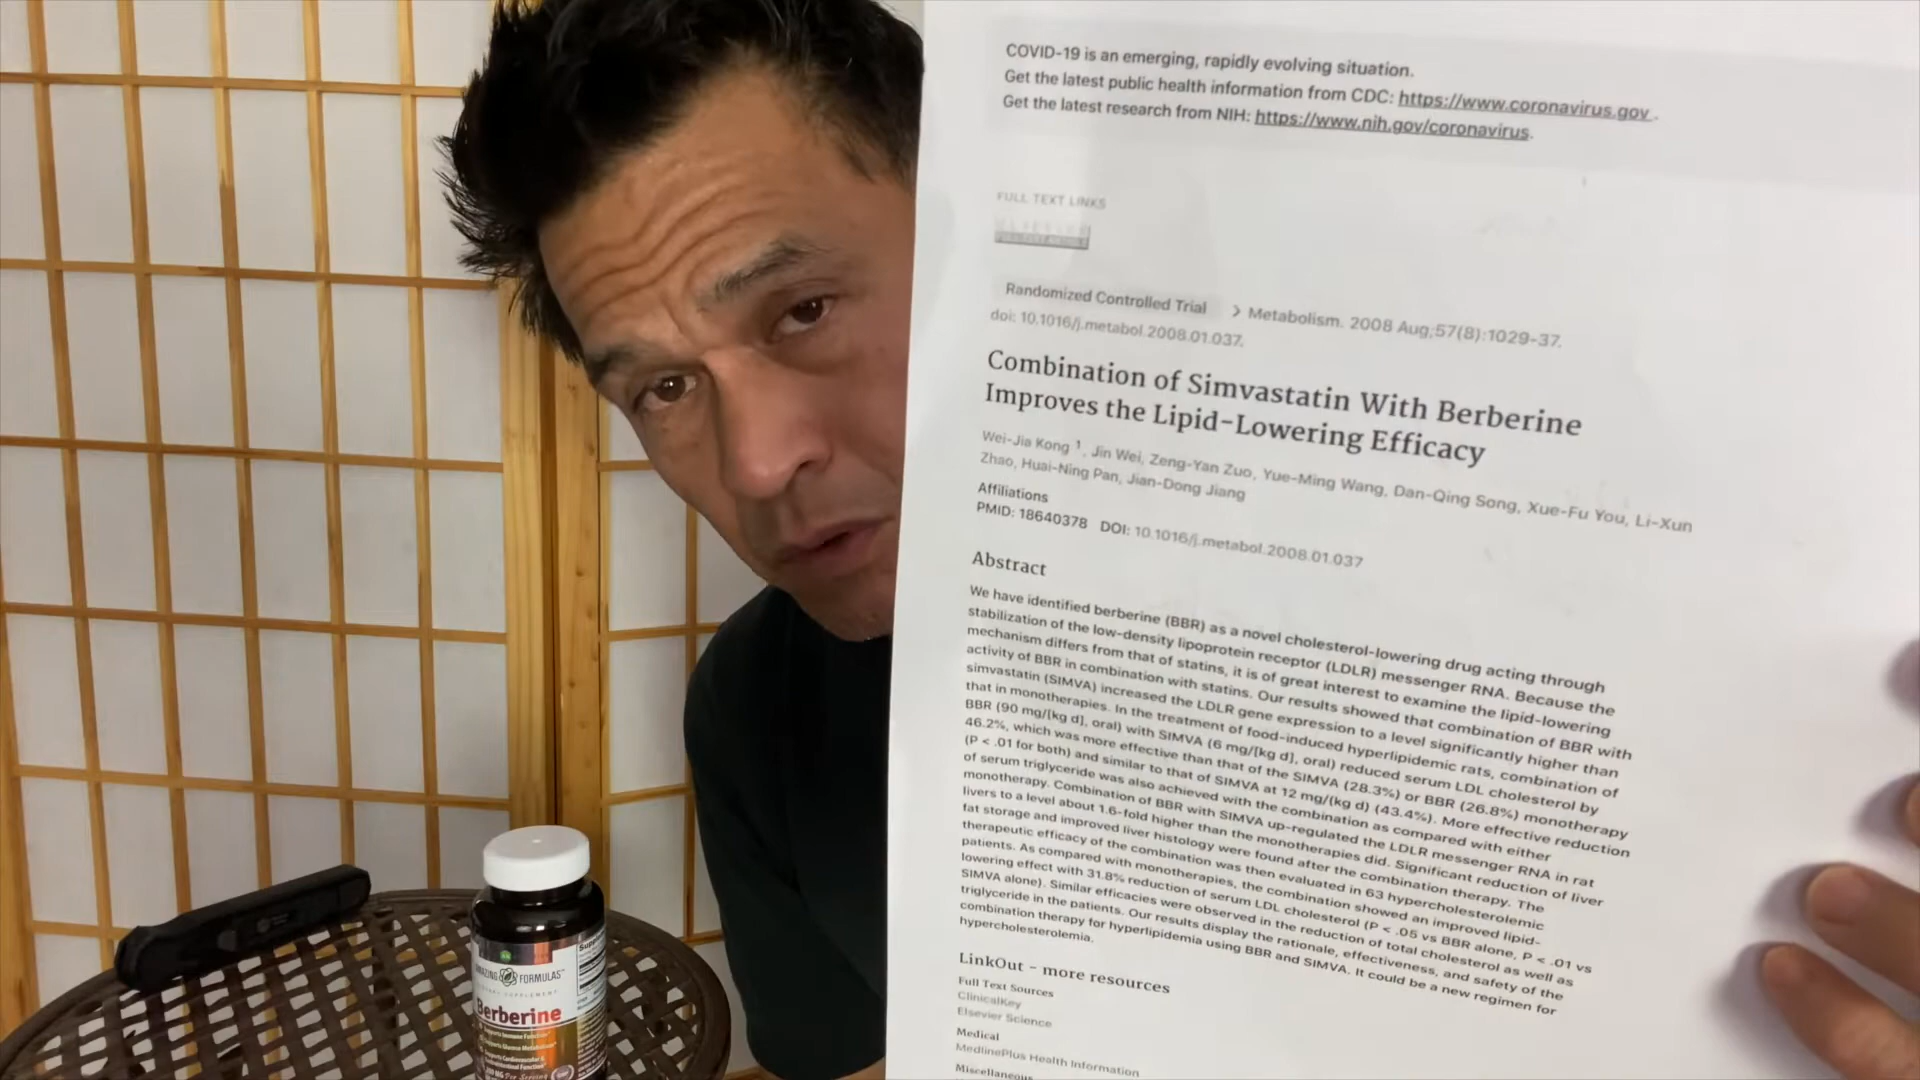 COVID-19 is an emerging, rapidly evolving situation.
Get the latest public health information from CDC: https://www.coronavirus.gov .
Get the latest research from NIH: https://www.nih.gov/coronavirus.
FULL TEXT LINKS
Randomized Controlled Trial > Metabolism. 2008 Aug;57(8):1029-37.
doi: 10.1016/j.metabol.2008.01.037.
Combination of Simvastatin With Berberine
Improves the Lipid-Lowering Efficacy
Wei-Jia Kong 1, Jin Wei, Zeng-Yan Zuo, Yue-Ming Wang, Dan-Qing Song, Xue-Fu You, Li-Xun
Zhao, Huai-Ning Pan, Jian-Dong Jiang
Affiliations
PMID: 18640378 DOI: 10.1016/j.metabol.2008.01.037
Abstract
We have identified berberine (BBR) as a novel cholesterol-lowering drug acting through
stabilization of the low-density lipoprotein receptor (LDLR) messenger RNA. Because the
mechanism differs from that of statins, it is of great interest to examine the lipid-lowering
activity of BBR in combination with statins. Our results showed that combination of BBR with
simvastatin (SIMVA) increased the LDLR gene expression to a level significantly higher than
that in monotherapies. In the treatment of food-induced hyperlipidemic rats, combination of
BBR (90 mg/[kg d], oral) with SIMVA (6 mg/[kg d], oral) reduced serum LDL cholesterol by
46.2%, which was more effective than that of the SIMVA (28.3%) or BBR (26.8%) monotherapy
(P < .01 for both) and similar to that of SIMVA at 12 mg/(kg d) (43.4%). More effective reduction
of serum triglyceride was also achieved with the combination as compared with either
monotherapy. Combination of BBR with SIMVA up-regulated the LDLR messenger RNA in rat
livers to a level about 1.6-fold higher than the monotherapies did. Significant reduction of liver
fat storage and improved liver histology were found after the combination therapy. The
therapeutic efficacy of the combination was then evaluated in 63 hypercholesterolemic
patients. As compared with monotherapies, the combination showed an improved lipid-
lowering effect with 31.8% reduction of serum LDL cholesterol (P < .05 vs BBR alone, P < .01 vs
SIMVA alone). Similar efficacies were observed in the reduction of total cholesterol as well as
triglyceride in the patients. Our results display the rationale, effectiveness, and safety of the
combination therapy for hyperlipidemia using BBR and SIMVA. It could be a new regimen for
hypercholesterolemia.
LinkOut - more resources
Full Text Sources
ClinicalKey
Elsevier Science
Medical
MedlinePlus Health Information
Miscellaneous
AMAZING FORMULAS
Berberine
Supports Immune Function
Supports Glucose Metabolism
Supports Cardiovascular &
Gastrointestinal Function
Per Serving